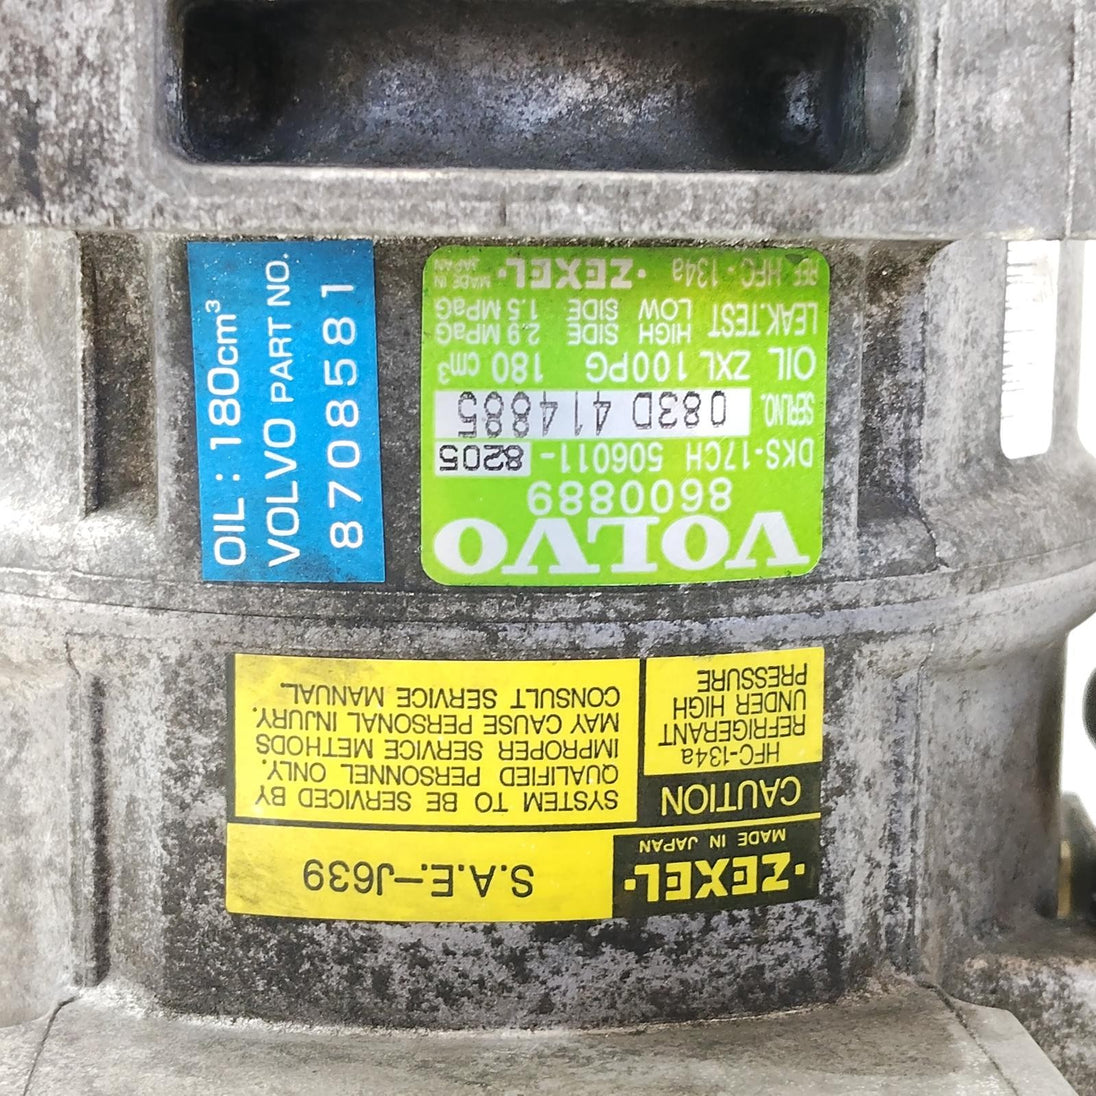 OIL : 180cm³
VOLVO PART NO.
8708581
VOLVO
8600889
DKS-17CH 506011-8205
SERI.NO. 083D414885
OIL ZXL 100PG 180 cm³
LEAK.TEST HIGH SIDE 2.9 MPaG
LOW SIDE 1.5 MPaG
REF. HFC-134a ·ZEXEL· MADE IN JAPAN
·ZEXEL·
MADE IN JAPAN
S.A.E.-J639
CAUTION
HFC-134a
REFRIGERANT
UNDER HIGH
PRESSURE
SYSTEM TO BE SERVICED BY
QUALIFIED PERSONNEL ONLY.
IMPROPER SERVICE METHODS
MAY CAUSE PERSONAL INJURY.
CONSULT SERVICE MANUAL.